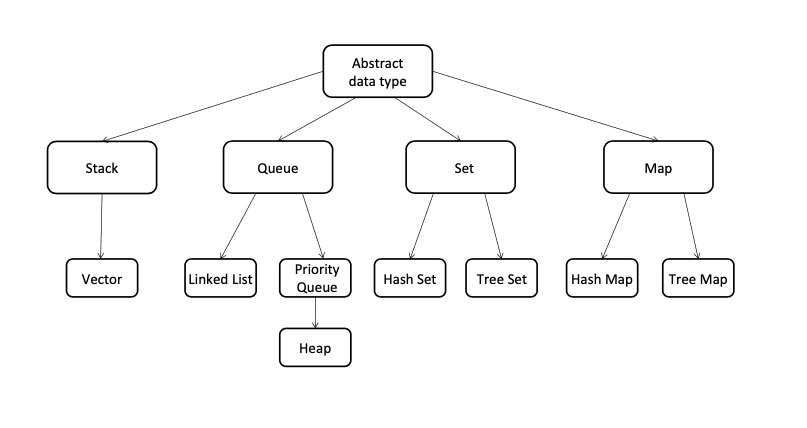 Abstract
data type
Stack
Queue
Set
Map
Vector
Linked List
Priority
Queue
Hash Set
Tree Set
Hash Map
Tree Map
Heap